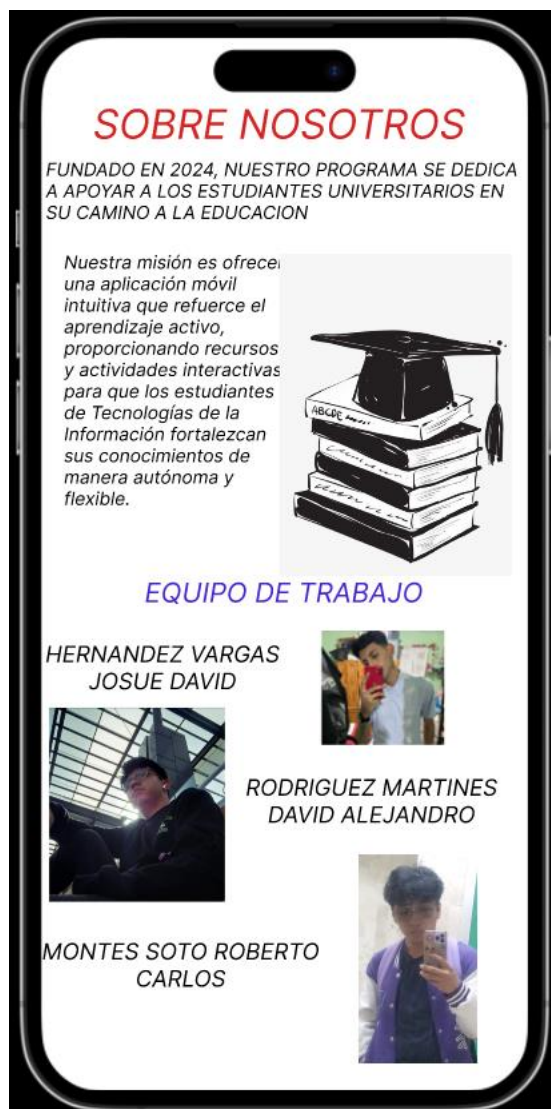 SOBRE NOSOTROS
FUNDADO EN 2024, NUESTRO PROGRAMA SE DEDICA
A APOYAR A LOS ESTUDIANTES UNIVERSITARIOS EN
SU CAMINO A LA EDUCACION
Nuestra misión es ofrecer
una aplicación móvil
intuitiva que refuerce el
aprendizaje activo,
proporcionando recursos
y actividades interactivas
para que los estudiantes
de Tecnologías de la
Información fortalezcan
sus conocimientos de
manera autónoma y
flexible.
ABCDE
EQUIPO DE TRABAJO
HERNANDEZ VARGAS
JOSUE DAVID
RODRIGUEZ MARTINES
DAVID ALEJANDRO
MONTES SOTO ROBERTO
CARLOS